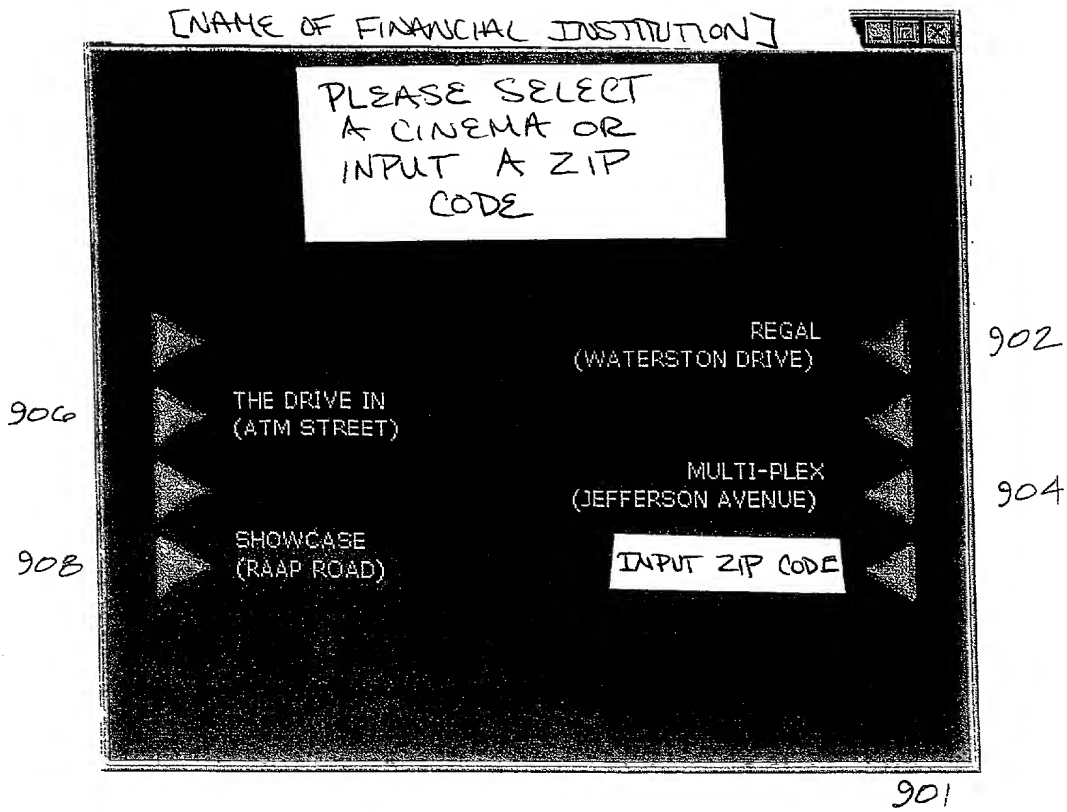 [NAME OF FINANCIAL INSTITUTION]
PLEASE SELECT
A CINEMA OR
INPUT A ZIP
CODE
REGAL
(WATERSTON DRIVE)
902
906
THE DRIVE IN
(ATM STREET)
MULTI-PLEX
(JEFFERSON AVENUE)
904
908
SHOWCASE
(RAAP ROAD)
INPUT ZIP CODE
901